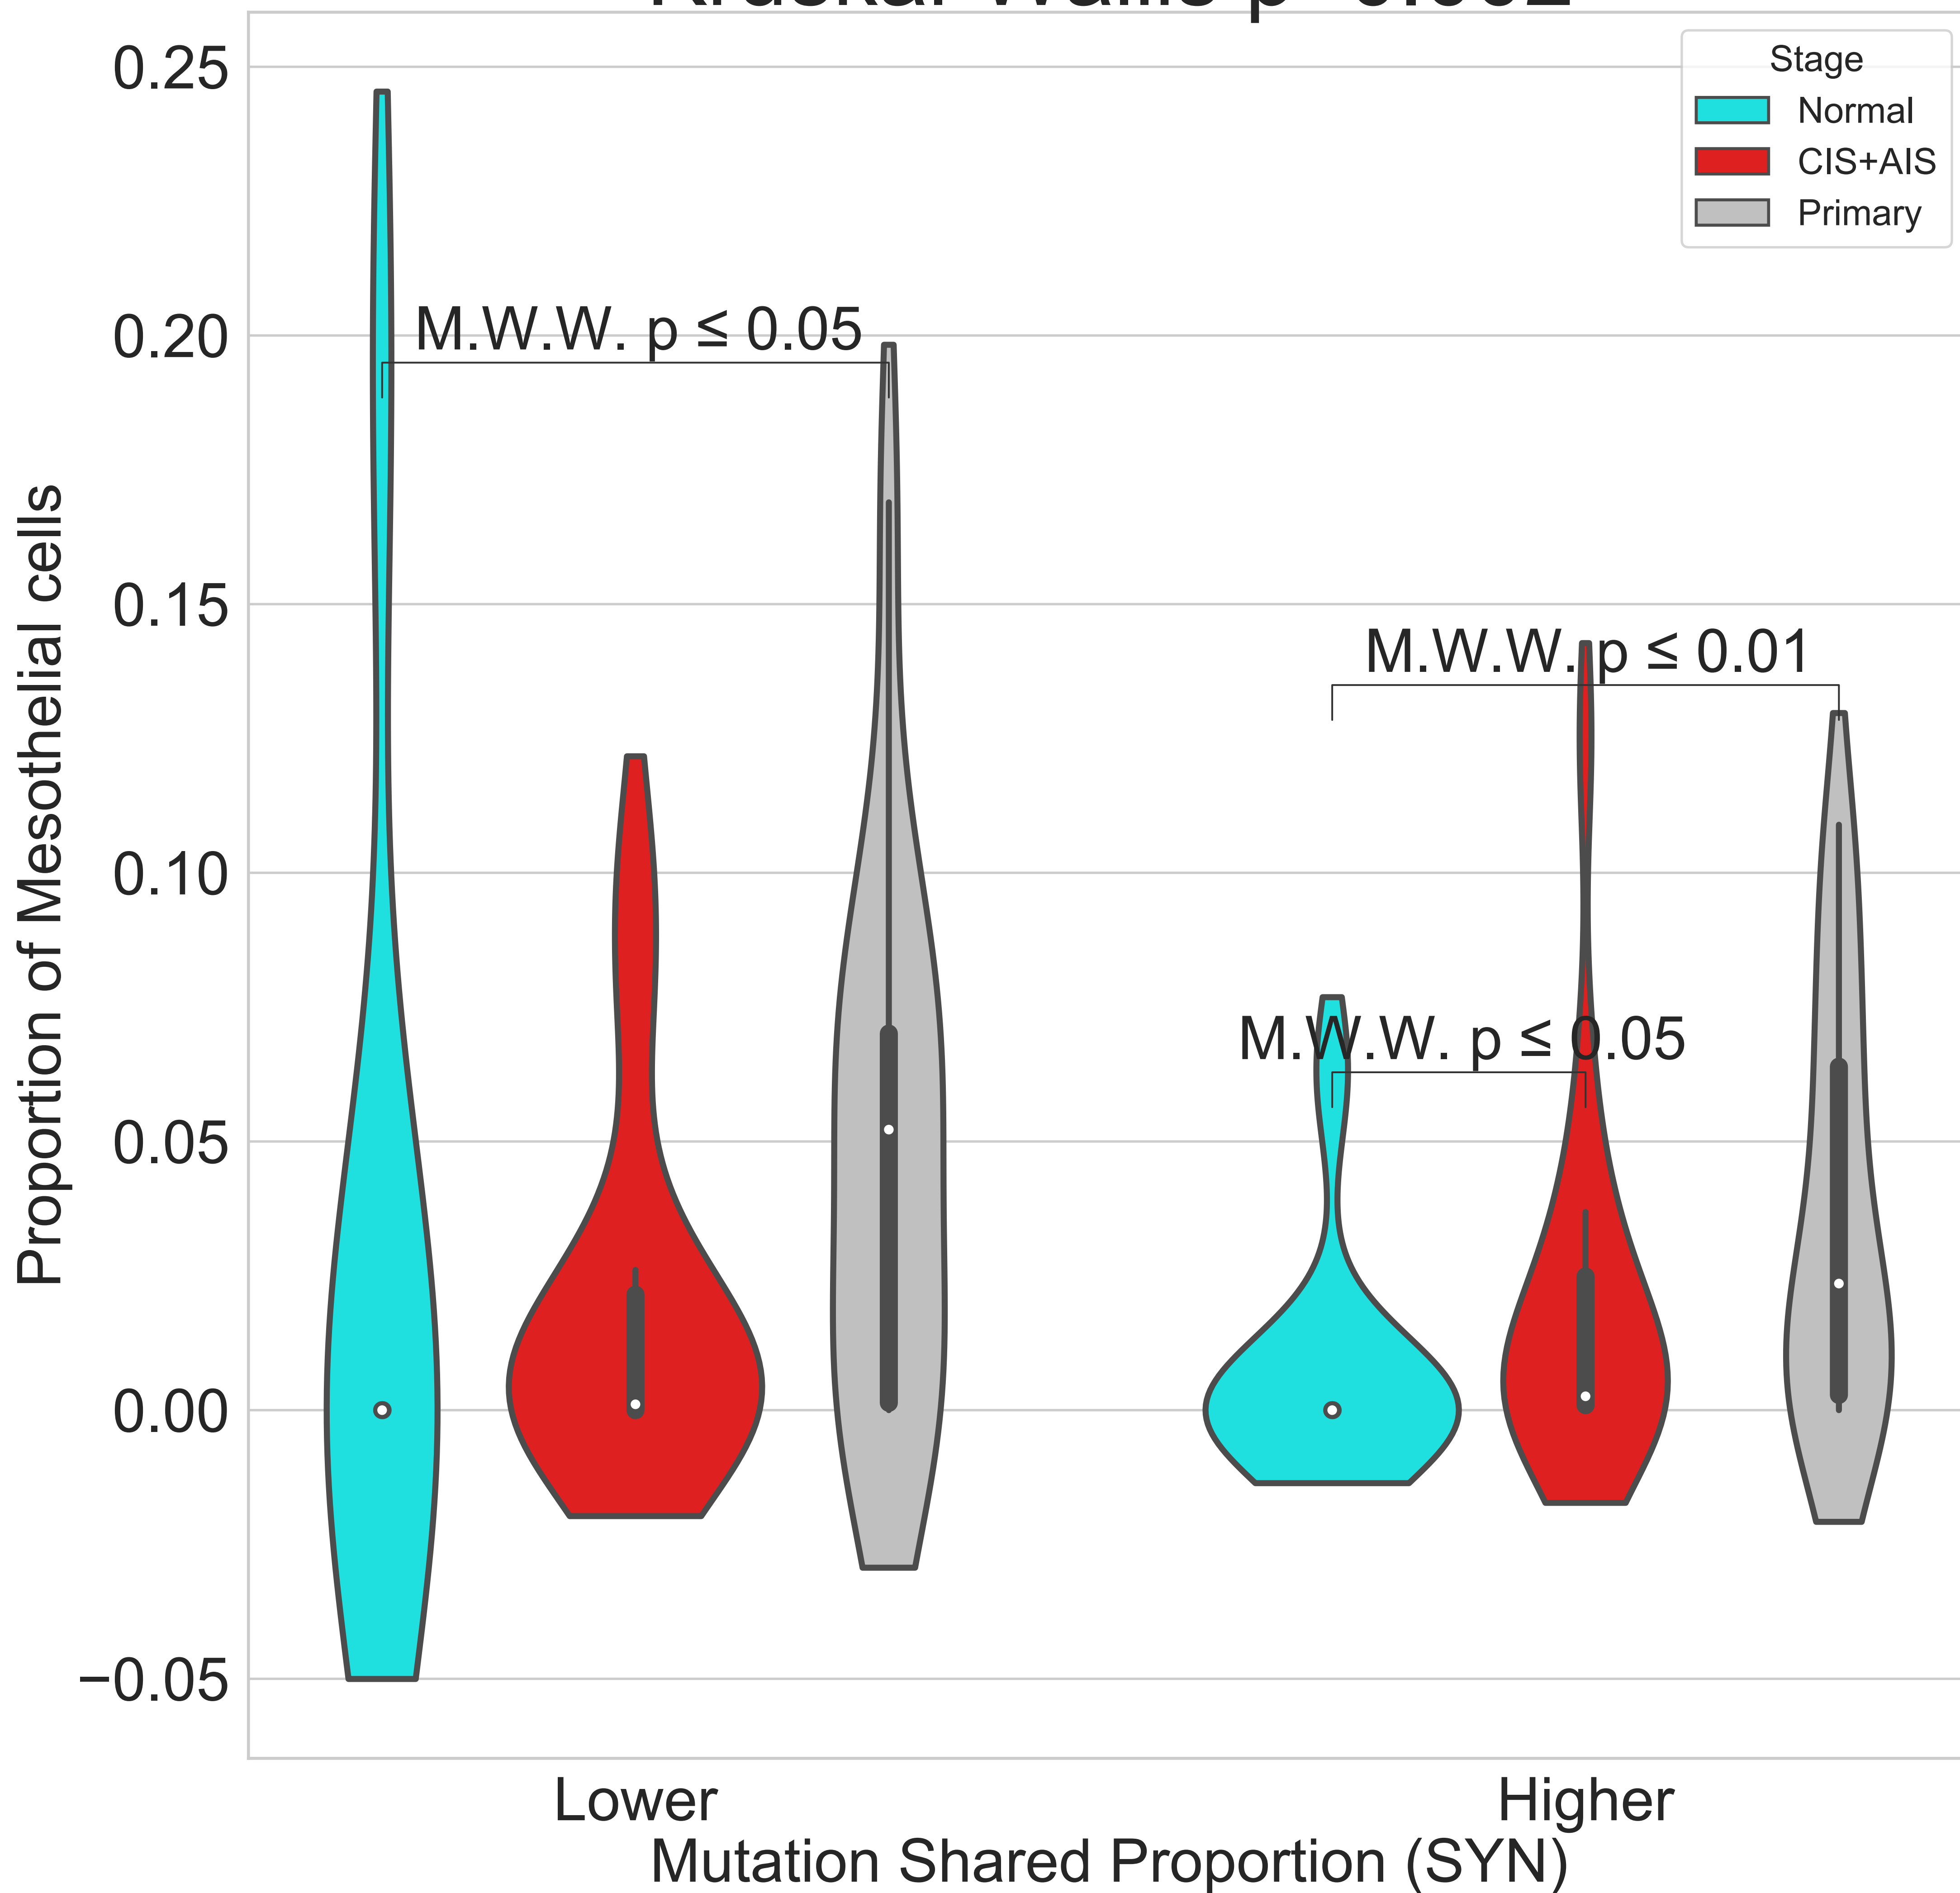 0.25
0.20
0.15
0.10
0.05
0.00
−0.05
Proportion of Mesothelial cells
Stage
Normal
CIS+AIS
Primary
M.W.W. p ≤ 0.05
M.W.W. p ≤ 0.01
M.W.W. p ≤ 0.05
Lower
Higher
Mutation Shared Proportion (SYN)